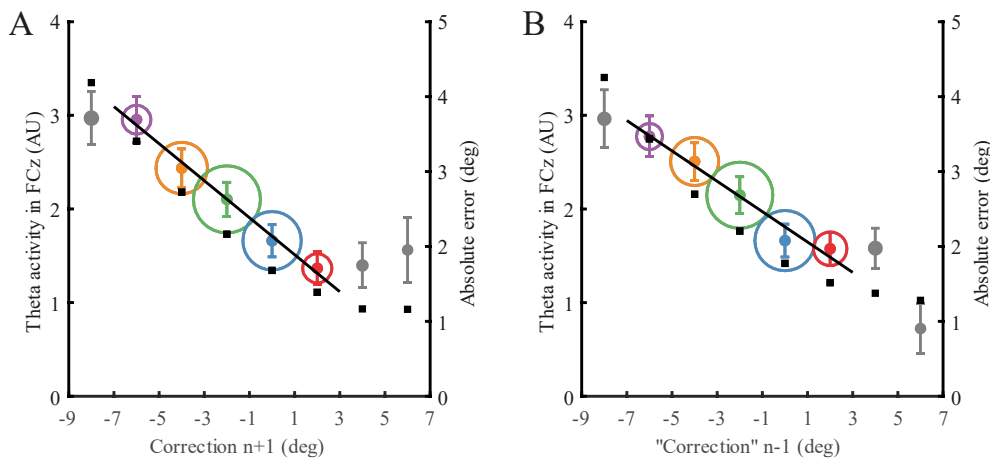 A
B
4
3
2
1
0
Theta activity in FCz (AU)
5
4
3
2
1
0
Absolute error (deg)
-9 -7 -5 -3 -1 1 3 5 7
Correction n+1 (deg)
4
3
2
1
0
Theta activity in FCz (AU)
5
4
3
2
1
0
Absolute error (deg)
-9 -7 -5 -3 -1 1 3 5 7
"Correction" n-1 (deg)